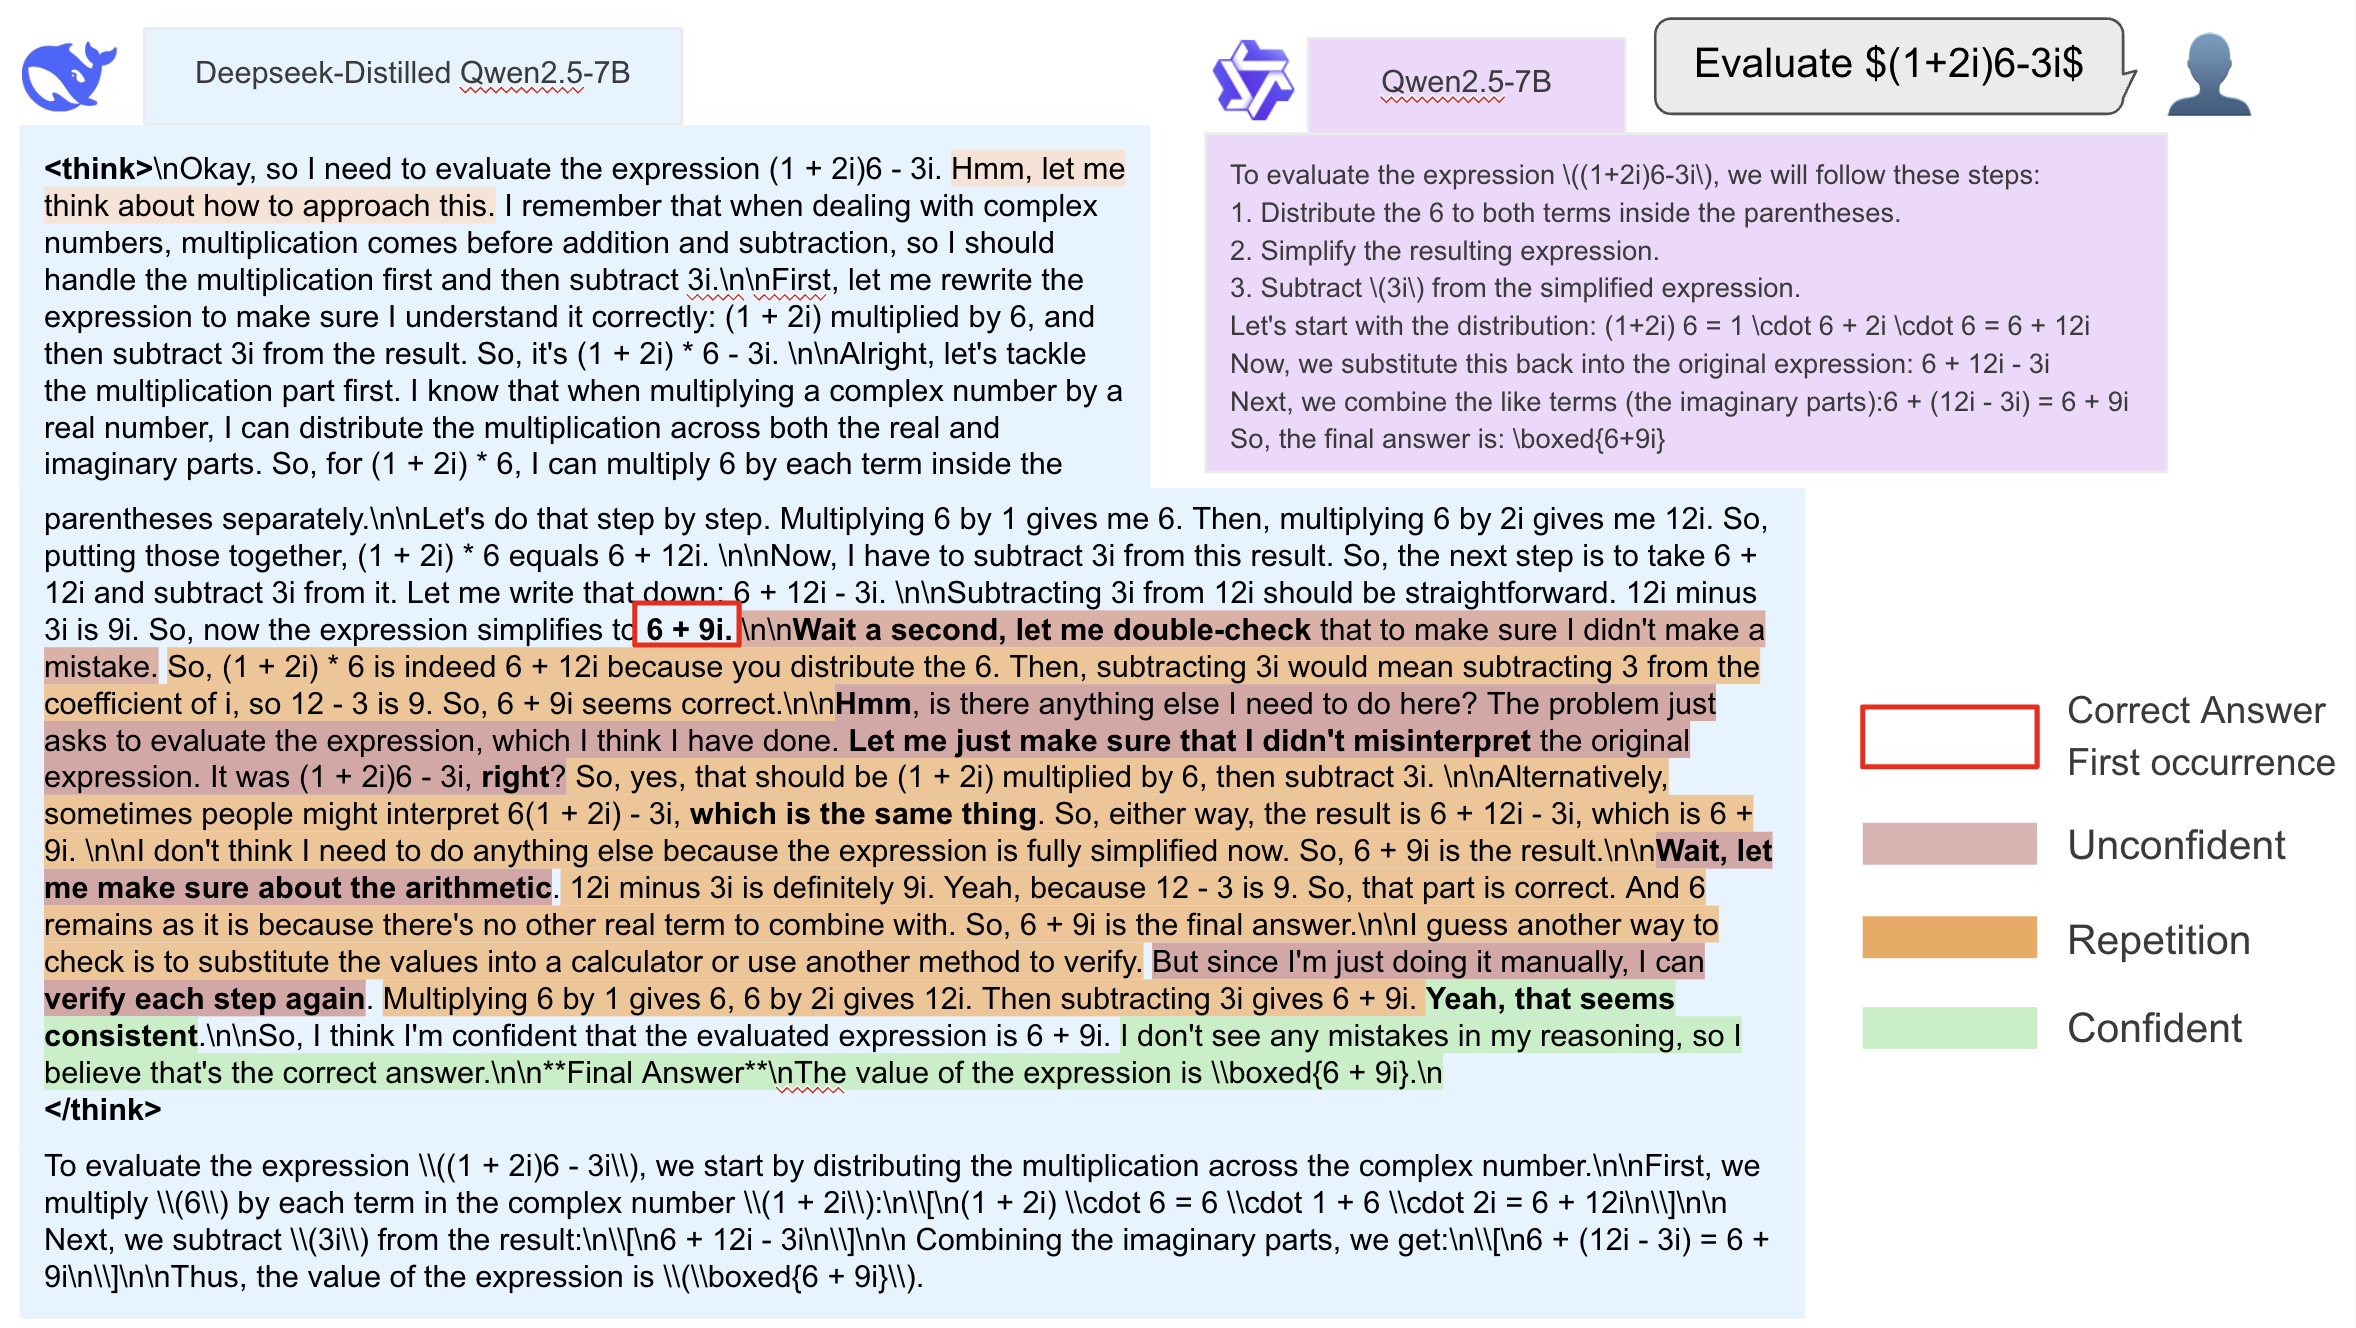 Deepseek-Distilled Qwen2.5-7B
<think>\nOkay, so I need to evaluate the expression (1 + 2i)6 - 3i. Hmm, let me
think about how to approach this. I remember that when dealing with complex
numbers, multiplication comes before addition and subtraction, so I should
handle the multiplication first and then subtract 3i.\n\nFirst, let me rewrite the
expression to make sure I understand it correctly: (1 + 2i) multiplied by 6, and
then subtract 3i from the result. So, it's (1 + 2i) * 6 - 3i. \n\nAlright, let's tackle
the multiplication part first. I know that when multiplying a complex number by a
real number, I can distribute the multiplication across both the real and
imaginary parts. So, for (1 + 2i) * 6, I can multiply 6 by each term inside the
parentheses separately.\n\nLet's do that step by step. Multiplying 6 by 1 gives me 6. Then, multiplying 6 by 2i gives me 12i. So,
putting those together, (1 + 2i) * 6 equals 6 + 12i. \n\nNow, I have to subtract 3i from this result. So, the next step is to take 6 +
12i and subtract 3i from it. Let me write that down: 6 + 12i - 3i. \n\nSubtracting 3i from 12i should be straightforward. 12i minus
3i is 9i. So, now the expression simplifies to 6 + 9i. \n\nWait a second, let me double-check that to make sure I didn't make a
mistake. So, (1 + 2i) * 6 is indeed 6 + 12i because you distribute the 6. Then, subtracting 3i would mean subtracting 3 from the
coefficient of i, so 12 - 3 is 9. So, 6 + 9i seems correct.\n\nHmm, is there anything else I need to do here? The problem just
asks to evaluate the expression, which I think I have done. Let me just make sure that I didn't misinterpret the original
expression. It was (1 + 2i)6 - 3i, right? So, yes, that should be (1 + 2i) multiplied by 6, then subtract 3i. \n\nAlternatively,
sometimes people might interpret 6(1 + 2i) - 3i, which is the same thing. So, either way, the result is 6 + 12i - 3i, which is 6 +
9i. \n\nI don't think I need to do anything else because the expression is fully simplified now. So, 6 + 9i is the result.\n\nWait, let
me make sure about the arithmetic. 12i minus 3i is definitely 9i. Yeah, because 12 - 3 is 9. So, that part is correct. And 6
remains as it is because there's no other real term to combine with. So, 6 + 9i is the final answer.\n\nI guess another way to
check is to substitute the values into a calculator or use another method to verify. But since I'm just doing it manually, I can
verify each step again. Multiplying 6 by 1 gives 6, 6 by 2i gives 12i. Then subtracting 3i gives 6 + 9i. Yeah, that seems
consistent.\n\nSo, I think I'm confident that the evaluated expression is 6 + 9i. I don't see any mistakes in my reasoning, so I
believe that's the correct answer.\n\n**Final Answer**\nThe value of the expression is \\boxed{6 + 9i}.\n
</think>
To evaluate the expression \\((1 + 2i)6 - 3i\\), we start by distributing the multiplication across the complex number.\n\nFirst, we
multiply \\(6\\) by each term in the complex number \\(1 + 2i\\):\n\\[\n(1 + 2i) \\cdot 6 = 6 \\cdot 1 + 6 \\cdot 2i = 6 + 12i\n\\]\n\n
Next, we subtract \\(3i\\) from the result:\n\\[\n6 + 12i - 3i\n\\]\n\n Combining the imaginary parts, we get:\n\\[\n6 + (12i - 3i) = 6 +
9i\n\\]\n\nThus, the value of the expression is \\(\\boxed{6 + 9i}\\).
Qwen2.5-7B
Evaluate $(1+2i)6-3i$
To evaluate the expression \((1+2i)6-3i\), we will follow these steps:
1. Distribute the 6 to both terms inside the parentheses.
2. Simplify the resulting expression.
3. Subtract \(3i\) from the simplified expression.
Let's start with the distribution: (1+2i) 6 = 1 \cdot 6 + 2i \cdot 6 = 6 + 12i
Now, we substitute this back into the original expression: 6 + 12i - 3i
Next, we combine the like terms (the imaginary parts):6 + (12i - 3i) = 6 + 9i
So, the final answer is: \boxed{6+9i}
Correct Answer
First occurrence
Unconfident
Repetition
Confident